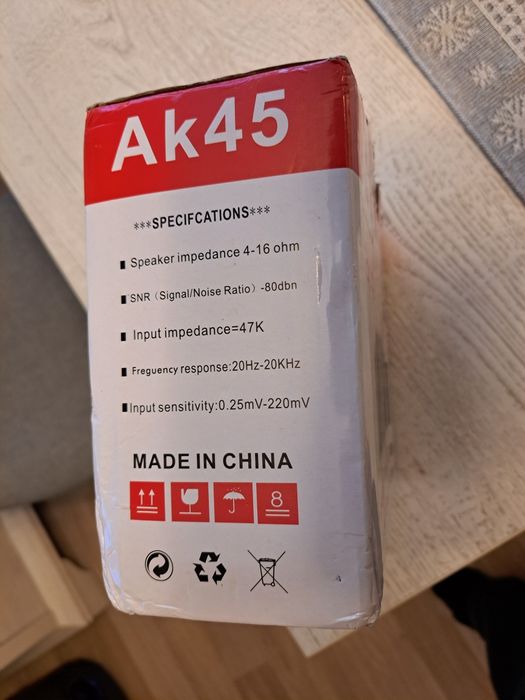 Ak45
***SPECIFCATIONS***
Speaker impedance 4-16 ohm
SNR (Signal/Noise Ratio) -80dbn
Input impedance=47K
Freguency response:20Hz-20KHz
Input sensitivity:0.25mV-220mV
MADE IN CHINA
8